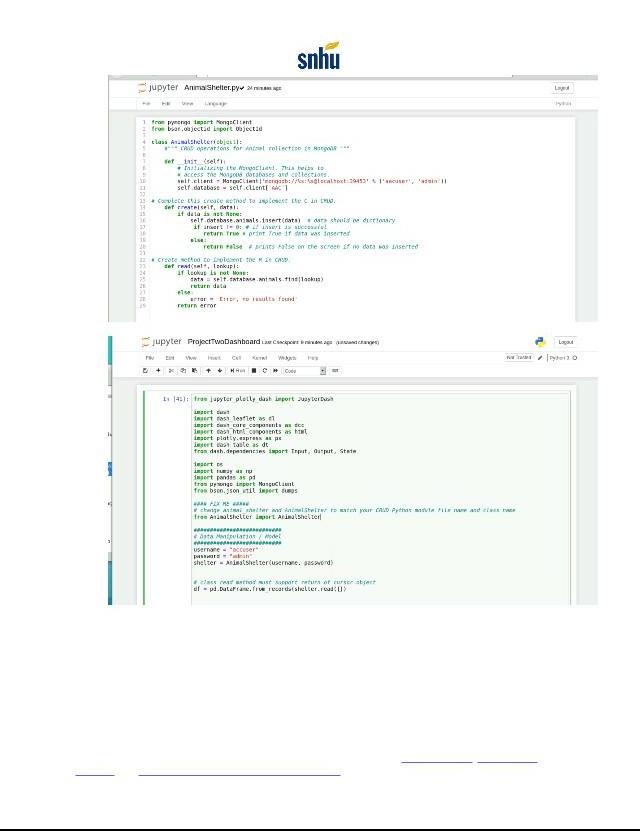 snhu
jupyter AnimalShelter.py✔ 24 minutes ago Logout
File Edit View Language Python
1 from pymongo import MongoClient
2 from bson.objectid import ObjectId
3
4 class AnimalShelter(object):
5 #""" CRUD operations for Animal collection in MongoDB """
6
7 def __init__(self):
8 # Initializing the MongoClient. This helps to
9 # access the MongoDB databases and collections.
10 self.client = MongoClient('mongodb://%s:%s@localhost:39453' % ('aacuser', 'admin'))
11 self.database = self.client['AAC']
12
13 # Complete this create method to implement the C in CRUD.
14 def create(self, data):
15 if data is not None:
16 self.database.animals.insert(data) # data should be dictionary
17 if insert != 0: # if insert is successful
18 return True # print True if data was inserted
19 else:
20 return False # prints False on the screen if no data was inserted
21
22 # Create method to implement the R in CRUD.
23 def read(self, lookup):
24 if lookup is not None:
25 data = self.database.animals.find(lookup)
26 return data
27 else:
28 error = 'Error, no results found'
29 return error
jupyter ProjectTwoDashboard Last Checkpoint: 9 minutes ago (unsaved changes) Logout
File Edit View Insert Cell Kernel Widgets Help Not Trusted Python 3
Run Code
In [41]: from jupyter_plotly_dash import JupyterDash
import dash
import dash_leaflet as dl
import dash_core_components as dcc
import dash_html_components as html
import plotly.express as px
import dash_table as dt
from dash.dependencies import Input, Output, State
import os
import numpy as np
import pandas as pd
from pymongo import MongoClient
from bson.json_util import dumps
#### FIX ME #####
# change animal_shelter and AnimalShelter to match your CRUD Python module file name and class name
from AnimalShelter import AnimalShelter
###########################
# Data Manipulation / Model
###########################
username = "accuser"
password = "admin"
shelter = AnimalShelter(username, password)
# class read method must support return of cursor object
df = pd.DataFrame.from_records(shelter.read({})